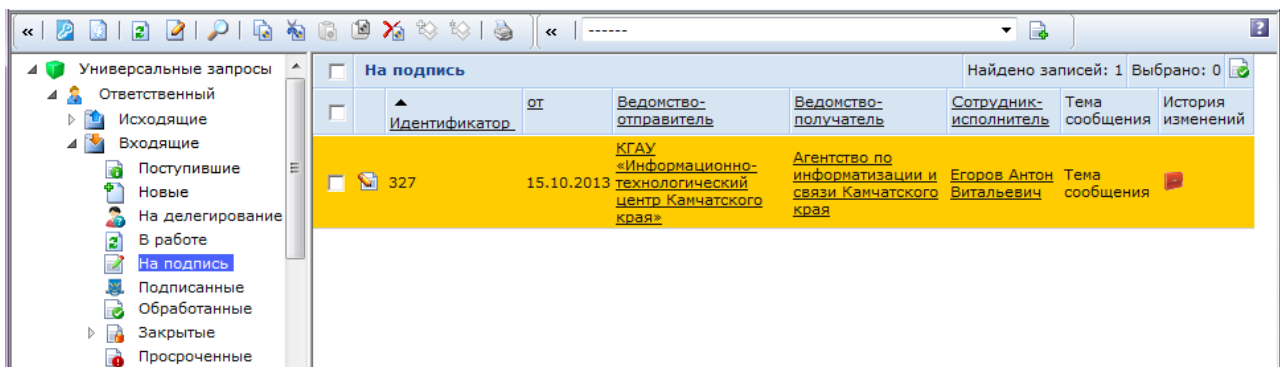 « « ------ ?
Универсальные запросы
Ответственный
Исходящие
Входящие
Поступившие
Новые
На делегирование
В работе
На подпись
Подписанные
Обработанные
Закрытые
Просроченные
На подпись Найдено записей: 1 Выбрано: 0
Идентификатор
от
Ведомство-
отправитель
Ведомство-
получатель
Сотрудник-
исполнитель
Тема
сообщения
История
изменений
327
15.10.2013
КГАУ
«Информационно-
технологический
центр Камчатского
края»
Агентство по
информатизации и
связи Камчатского
края
Егоров Антон
Витальевич
Тема
сообщения